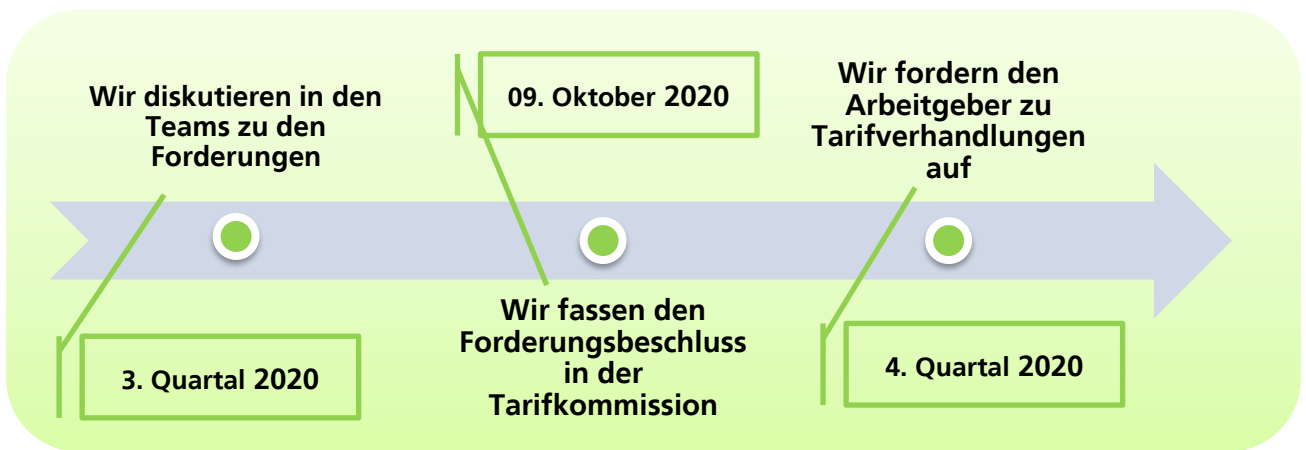 Wir diskutieren in den
Teams zu den
Forderungen
3. Quartal 2020
09. Oktober 2020
Wir fassen den
Forderungsbeschluss
in der
Tarifkommission
Wir fordern den
Arbeitgeber zu
Tarifverhandlungen
auf
4. Quartal 2020